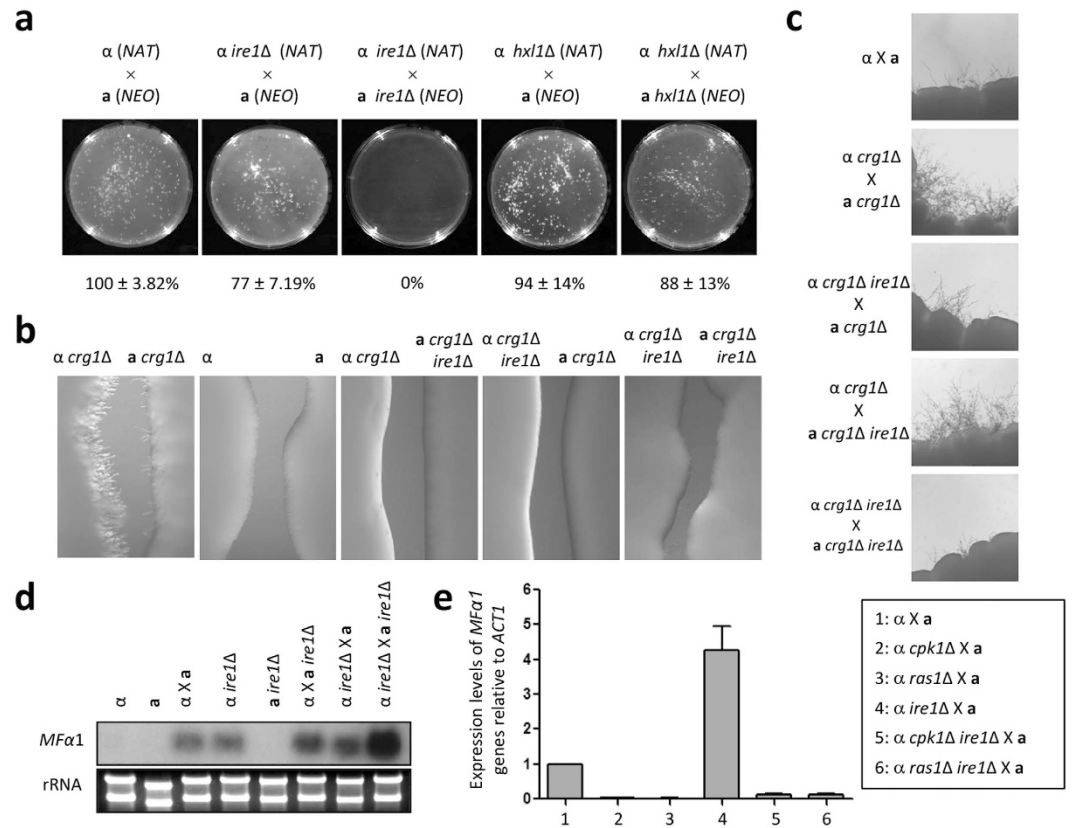 a
α (NAT)
×
a (NEO)
α ire1Δ (NAT)
×
a (NEO)
α ire1Δ (NAT)
×
a ire1Δ (NEO)
α hxl1Δ (NAT)
×
a (NEO)
α hxl1Δ (NAT)
×
a hxl1Δ (NEO)
100 ± 3.82%
77 ± 7.19%
0%
94 ± 14%
88 ± 13%
b
α crg1Δ
a crg1Δ
α
a
α crg1Δ
a crg1Δ
ire1Δ
α crg1Δ
ire1Δ
a crg1Δ
α crg1Δ
ire1Δ
a crg1Δ
ire1Δ
c
α X a
α crg1Δ
X
a crg1Δ
α crg1Δ ire1Δ
X
a crg1Δ
α crg1Δ
X
a crg1Δ ire1Δ
α crg1Δ ire1Δ
X
a crg1Δ ire1Δ
d
α
a
α X a
α ire1Δ
a ire1Δ
α X a ire1Δ
α ire1Δ X a
α ire1Δ X a ire1Δ
MFα1
rRNA
e
Expression levels of MFα1
genes relative to ACT1
6
5
4
3
2
1
0
1 2 3 4 5 6
1: α X a
2: α cpk1Δ X a
3: α ras1Δ X a
4: α ire1Δ X a
5: α cpk1Δ ire1Δ X a
6: α ras1Δ ire1Δ X a